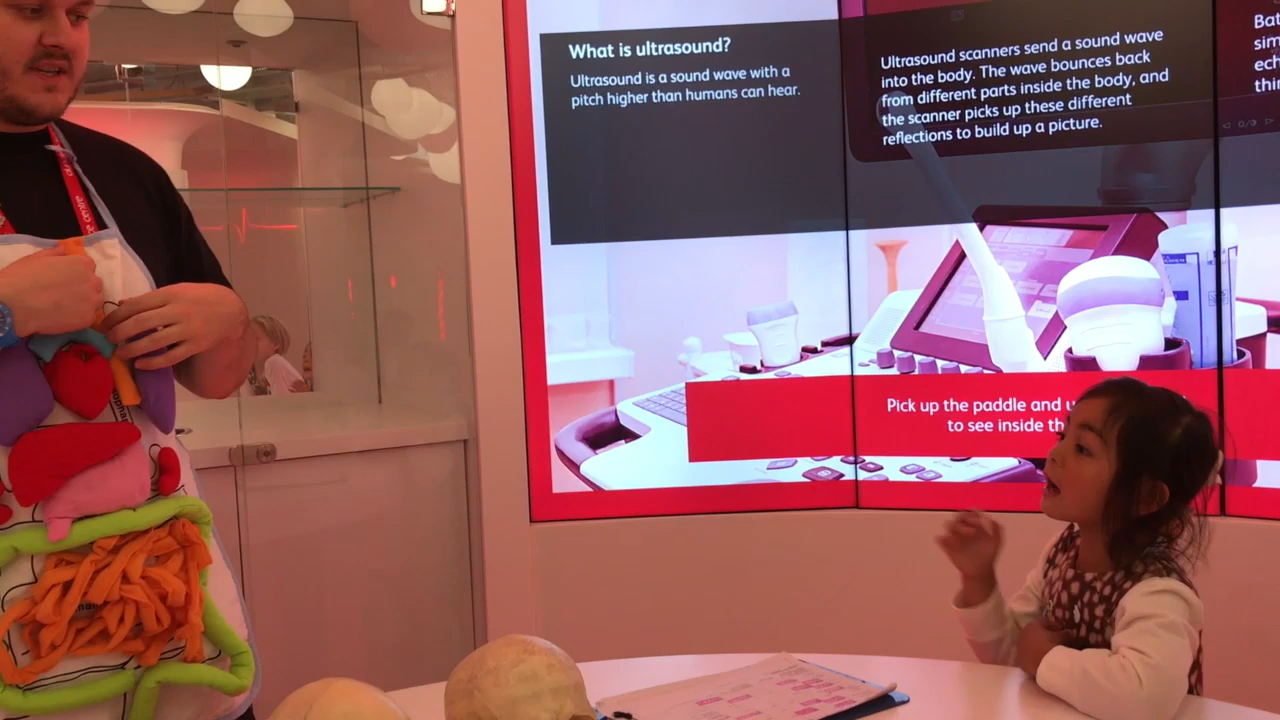 What is ultrasound?
Ultrasound is a sound wave with a
pitch higher than humans can hear.
Ultrasound scanners send a sound wave
into the body. The wave bounces back
from different parts inside the body, and
the scanner picks up these different
reflections to build up a picture.
Pick up the paddle and
to see inside
centre